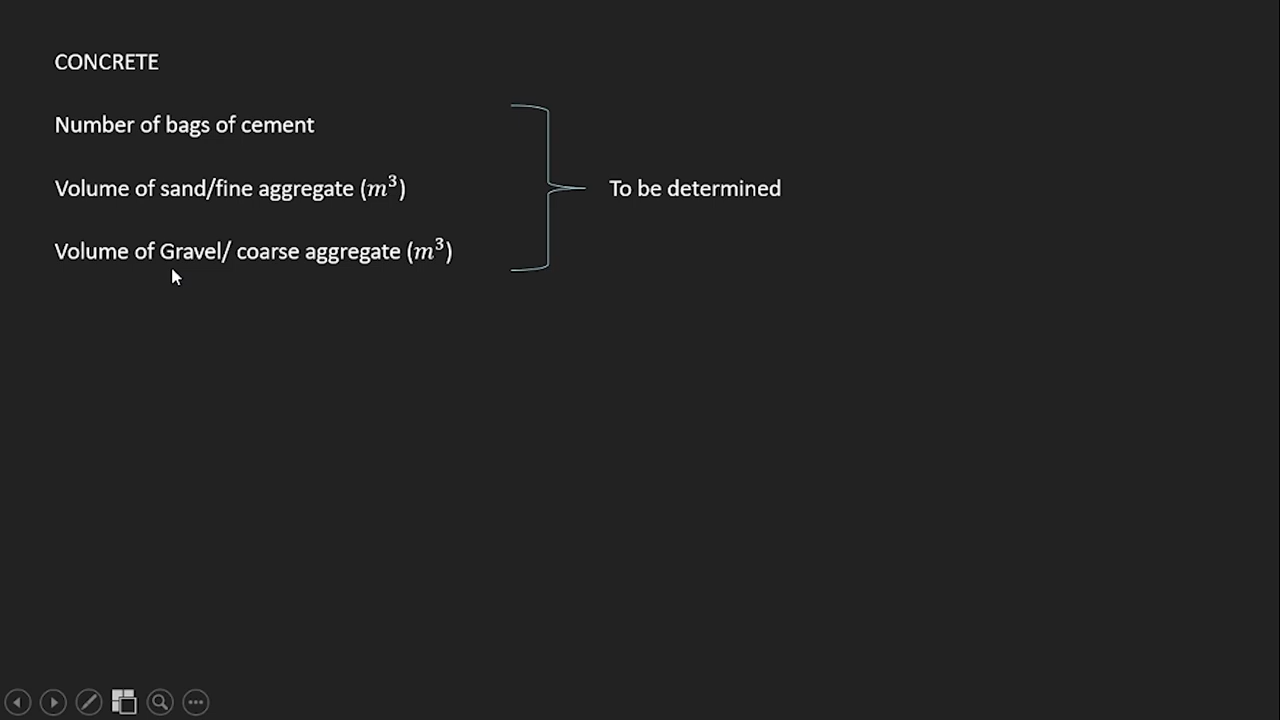 CONCRETE
Number of bags of cement
Volume of sand/fine aggregate (m³)
To be determined
Volume of Gravel/ coarse aggregate (m³)